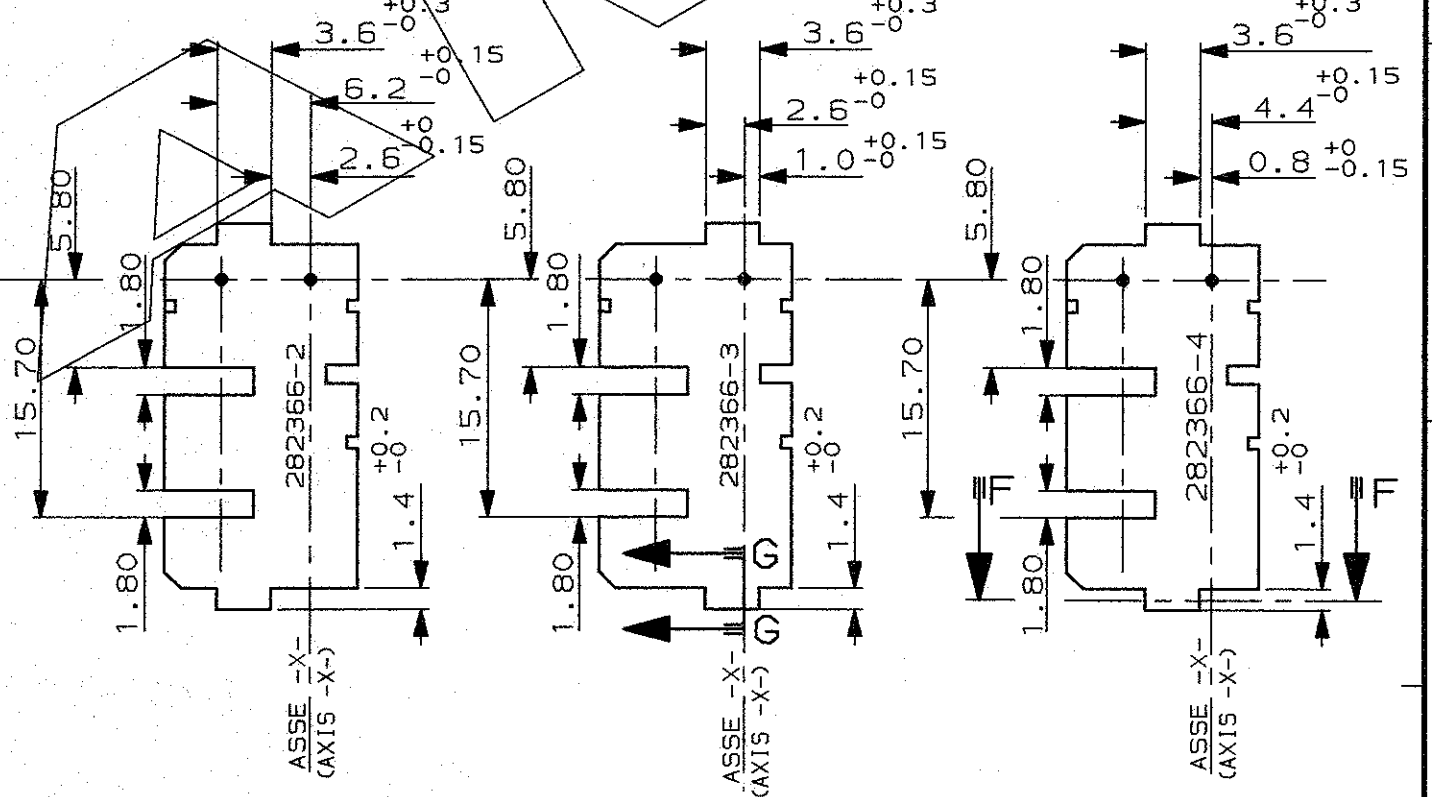 3.6 +0.3 -0
6.2 +0.15 -0
2.6 +0 -0.15
5.80
1.80
15.70
1.80
282366-2
1.4 +0.2 -0
ASSE -X-
(AXIS -X-)
3.6 +0.3 -0
2.6 +0.15 -0
1.0 +0.15 -0
5.80
1.80
15.70
1.80
282366-3
1.4 +0.2 -0
G
G
ASSE -X-
(AXIS -X-)
3.6 +0.3 -0
4.4 +0.15 -0
0.8 +0 -0.15
5.80
1.80
15.70
1.80
282366-4
1.4 +0.2 -0
F
F
ASSE -X-
(AXIS -X-)